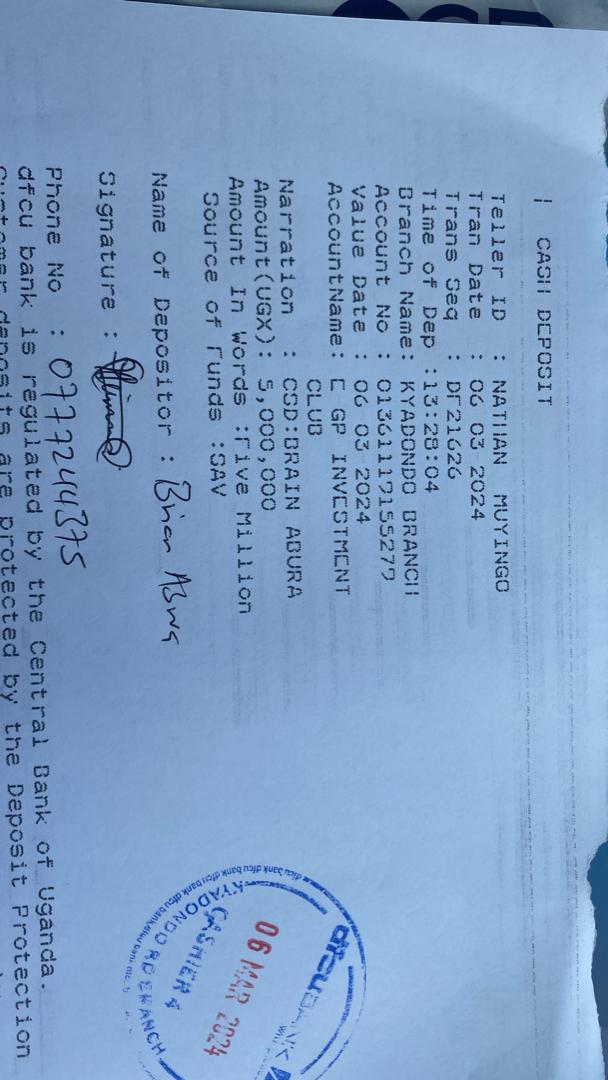 CASH DEPOSIT
Teller ID : NATHAN MUYINGO
Tran Date : 06 03 2024
Trans Seq : DF21626
Time of Dep :13:28:04
Branch Name: KYADONDO BRANCH
Account No : 01361119155279
Value Date : 06 03 2024
AccountName: C GP INVESTMENT
CLUB
Narration : CSD:BRAIN ABURA
Amount(UGX): 5,000,000
Amount In Words :Five Million
Source of Funds :SAV
Name of Depositor : Brian
Signature :
Phone No : 0777244375
dfcu bank is regulated by the Central Bank of Uganda.
Customer deposits are protected by the Deposit Protection
dfcu BANK
06 MAR 2024
CASHIER
KYADONDO RD BRANCH